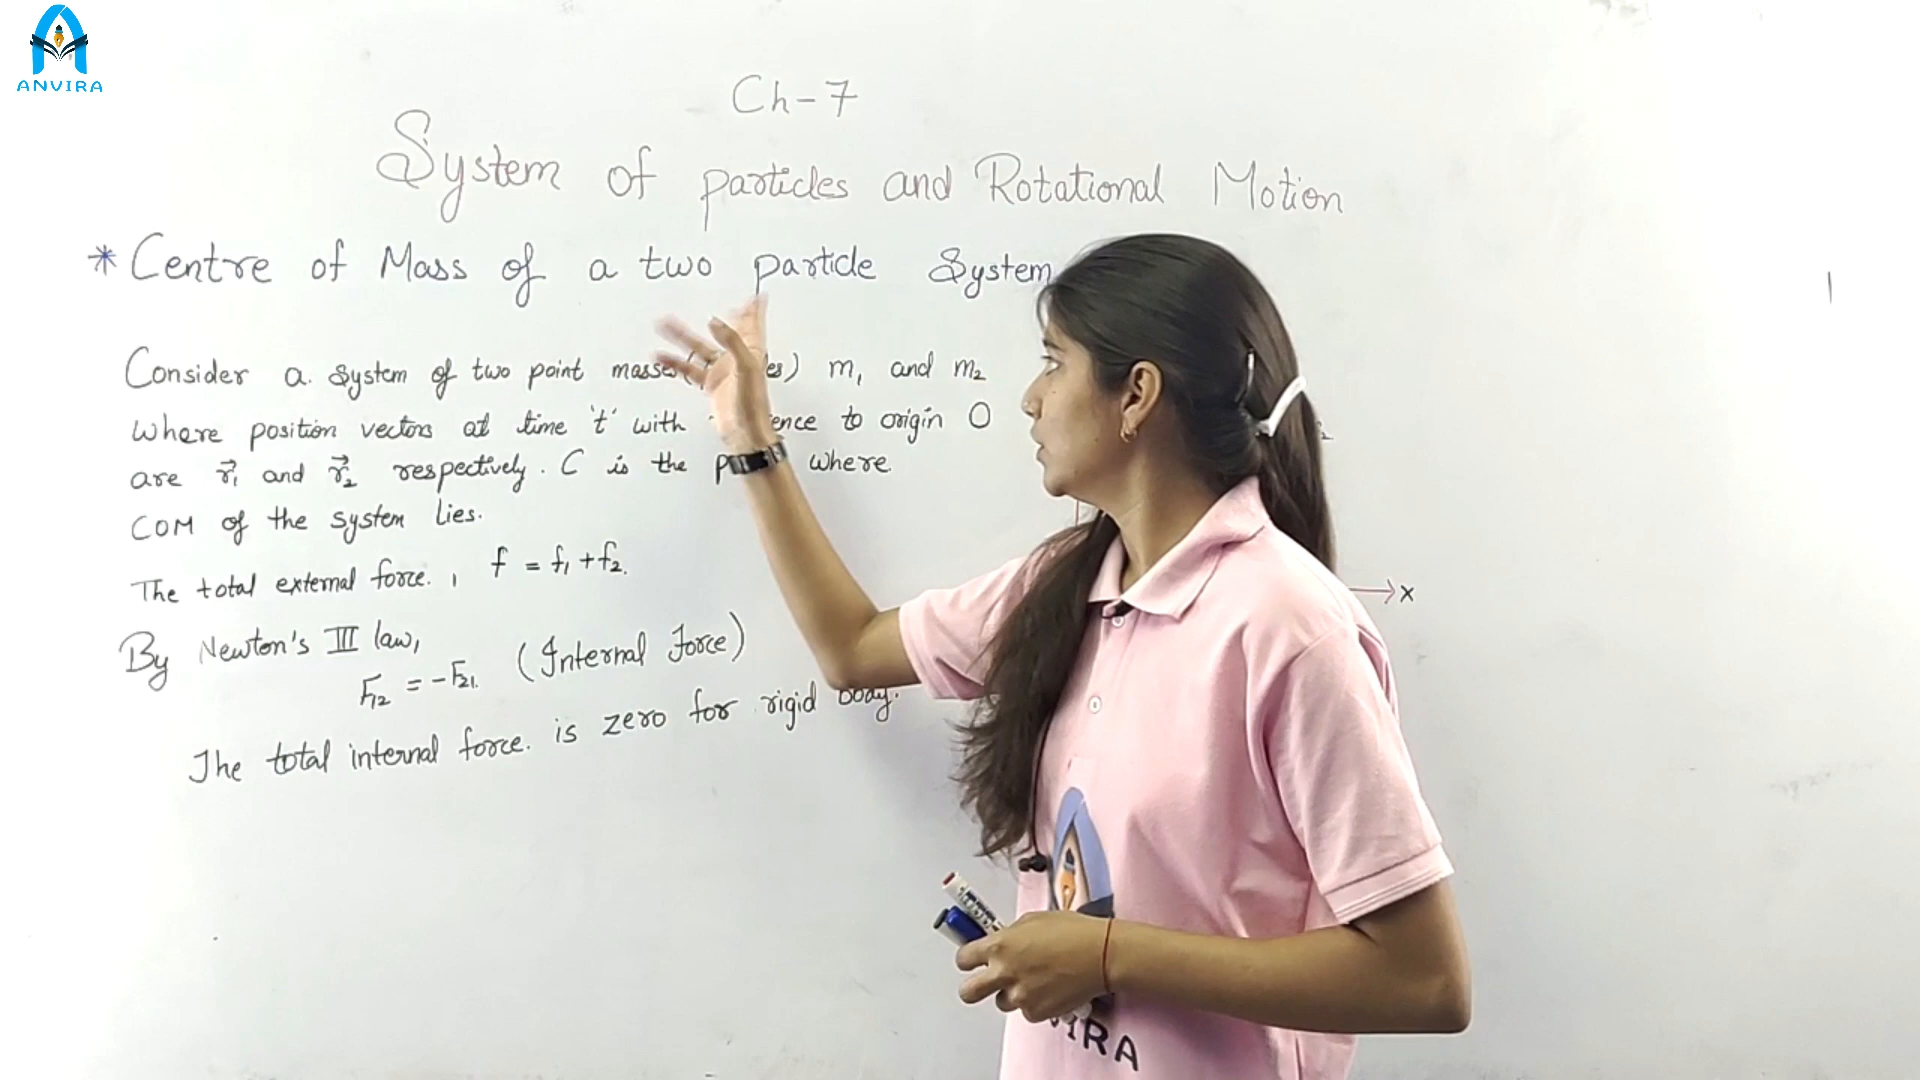 ANVIRA
Ch-7
System of particles and Rotational Motion
* Centre of Mass of a two particle System
Consider a system of two point masses ( ) m₁ and m₂
where position vectors at time 't' with to origin O
are r⃗₁ and r⃗₂ respectively. C is the where
COM of the system lies.
The total external force, f = f₁ + f₂.
By Newton's III law,
F₁₂ = -F₂₁. (Internal Force)
The total internal force. is zero for rigid body.
x